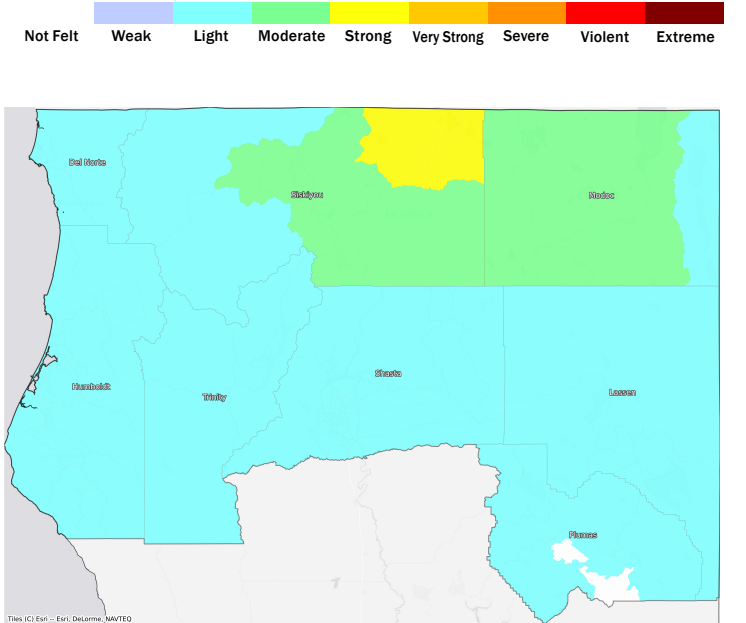 Not Felt Weak Light Moderate Strong Very Strong Severe Violent Extreme
Del Norte
Siskiyou
Modoc
Shasta
Humboldt
Lassen
Trinity
Plumas
Tiles (C) Esri -- Esri, DeLorme, NAVTEQ